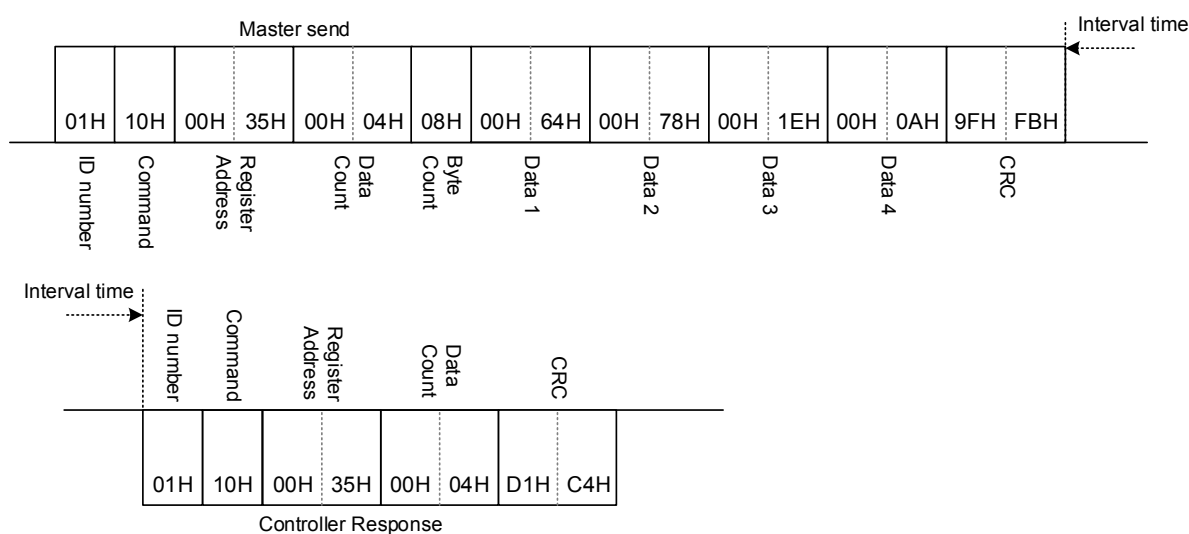 Master send
Interval time
01H 10H 00H 35H 00H 04H 08H 00H 64H 00H 78H 00H 1EH 00H 0AH 9FH FBH
ID number
Command
Register
Address
Data
Count
Byte
Count
Data 1
Data 2
Data 3
Data 4
CRC
Interval time
ID number
Command
Register
Address
Data
Count
CRC
01H 10H 00H 35H 00H 04H D1H C4H
Controller Response